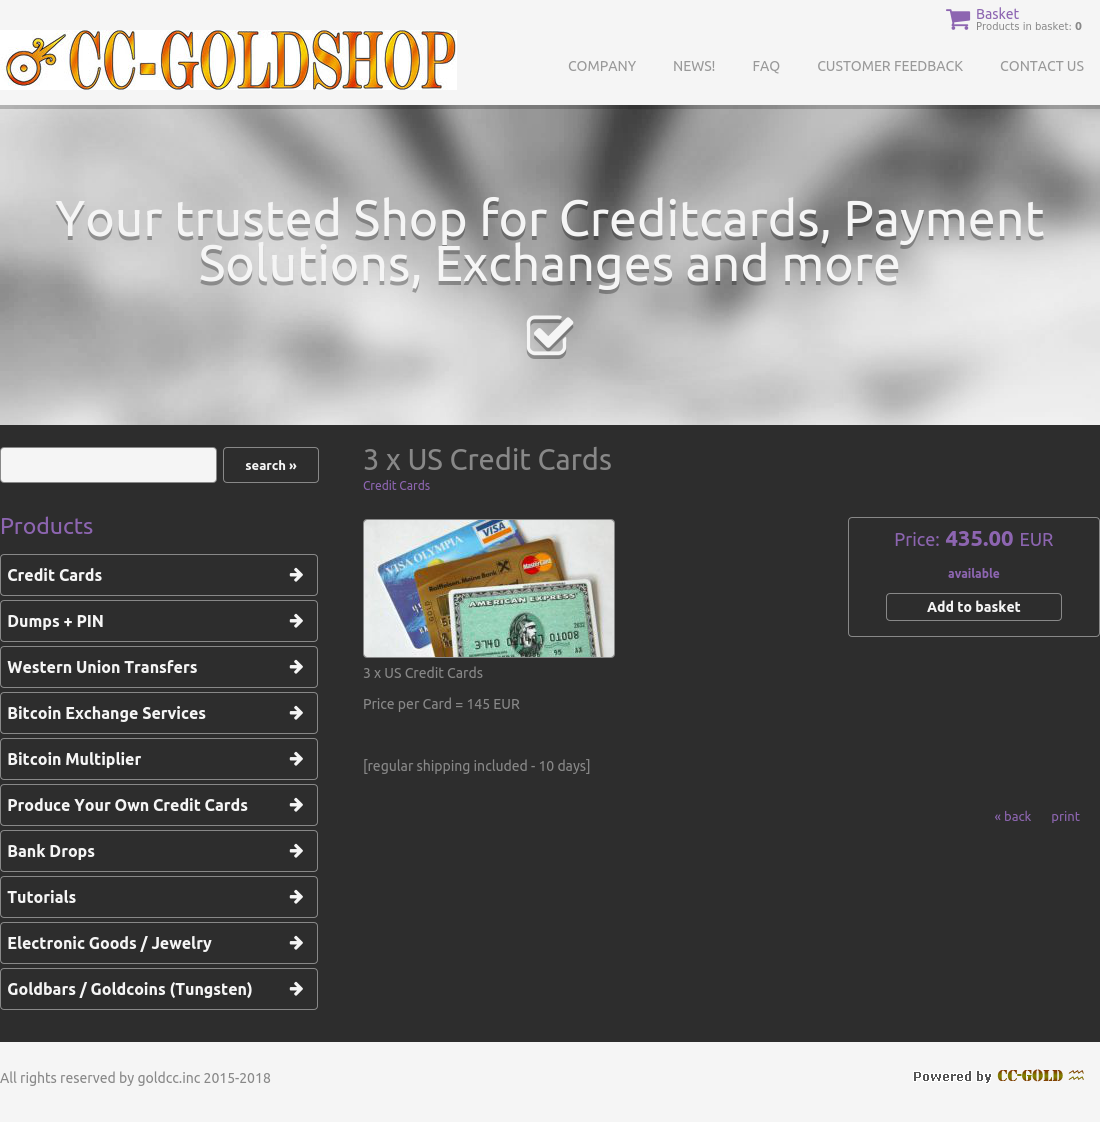 Basket
Products in basket: 0
CC-GOLDSHOP
COMPANY NEWS! FAQ CUSTOMER FEEDBACK CONTACT US
Your trusted Shop for Creditcards, Payment
Solutions, Exchanges and more
search »
3 x US Credit Cards
Credit Cards
Products
Credit Cards
Dumps + PIN
Western Union Transfers
Bitcoin Exchange Services
Bitcoin Multiplier
Produce Your Own Credit Cards
Bank Drops
Tutorials
Electronic Goods / Jewelry
Goldbars / Goldcoins (Tungsten)
VISA
VISA OLYMPIA
Raiffeisen. Meine Bank
MasterCard
GOLD
AMERICAN EXPRESS
Price: 435.00 EUR
available
Add to basket
3 x US Credit Cards
Price per Card = 145 EUR
[regular shipping included - 10 days]
« back print
All rights reserved by goldcc.inc 2015-2018
Powered by CC-GOLD